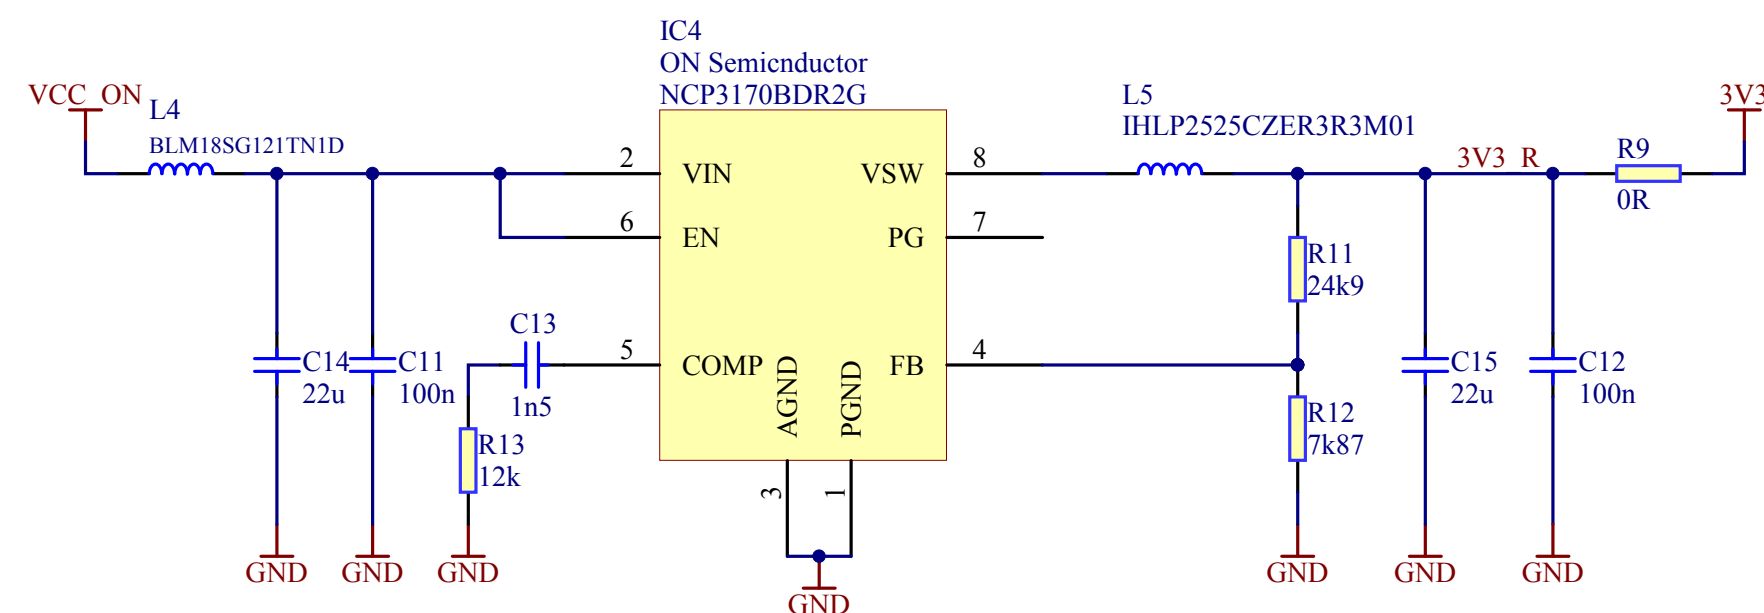 IC4
ON Semicnductor
NCP3170BDR2G
VCC_ON
L4
BLM18SG121TN1D
L5
IHLP2525CZER3R3M01
3V3
2
VIN
VSW
8
3V3_R
R9
0R
6
EN
PG
7
R11
24k9
C13
1n5
5
COMP
FB
4
AGND
PGND
C14
22u
C11
100n
C15
22u
C12
100n
R12
7k87
R13
12k
3
1
GND
GND
GND
GND
GND
GND
GND